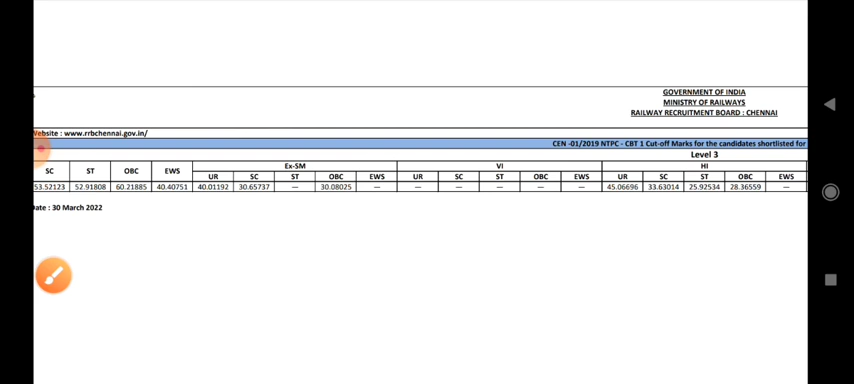 GOVERNMENT OF INDIA
MINISTRY OF RAILWAYS
RAILWAY RECRUITMENT BOARD : CHENNAI
Website : www.rrbchennai.gov.in/
CEN -01/2019 NTPC - CBT 1 Cut-off Marks for the candidates shortlisted for
Level 3
SC ST OBC EWS Ex-SM VI HI
UR SC ST OBC EWS UR SC ST OBC EWS UR SC ST OBC EWS
53.52123 52.91808 60.21885 40.40751 40.01192 30.65737 — 30.08025 — — — — — — 45.06696 33.63014 25.92534 28.36559 —
Date : 30 March 2022